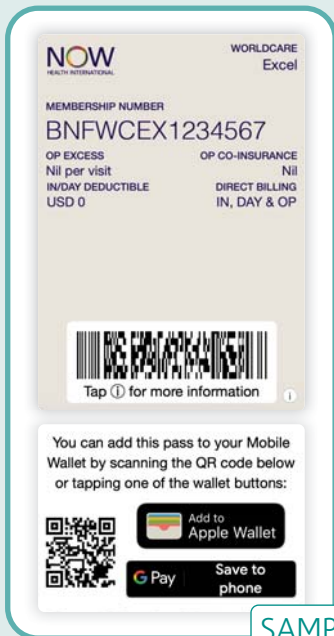 NOW
HEALTH INTERNATIONAL
WORLDCARE
Excel
MEMBERSHIP NUMBER
BNFWCEX1234567
OP EXCESS
Nil per visit
OP CO-INSURANCE
Nil
IN/DAY DEDUCTIBLE
USD 0
DIRECT BILLING
IN, DAY & OP
Tap ⓘ for more information
You can add this pass to your Mobile
Wallet by scanning the QR code below
or tapping one of the wallet buttons:
Add to
Apple Wallet
G Pay
Save to
phone
SAMP